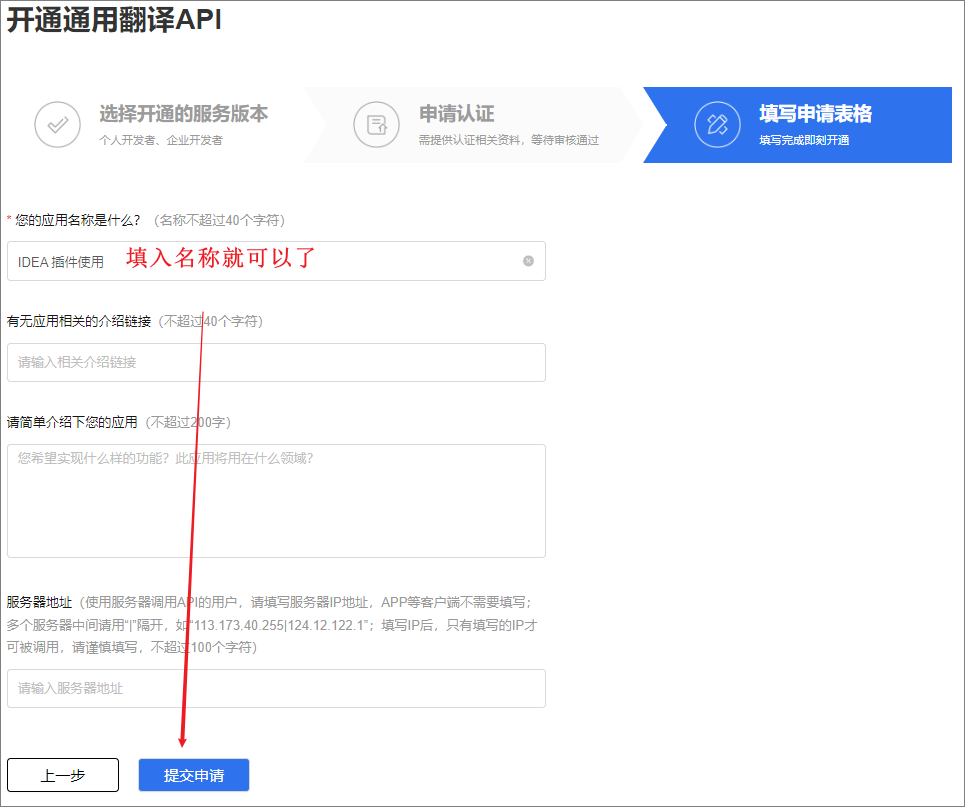 开通通用翻译API
选择开通的服务版本
个人开发者、企业开发者
申请认证
需提供认证相关资料，等待审核通过
填写申请表格
填写完成即刻开通
* 您的应用名称是什么？（名称不超过40个字符）
IDEA 插件使用 填入名称就可以了
有无应用相关的介绍链接（不超过40个字符）
请输入相关介绍链接
请简单介绍下您的应用（不超过200字）
您希望实现什么样的功能？此应用将用在什么领域？
服务器地址（使用服务器调用API的用户，请填写服务器IP地址，APP等客户端不需要填写；
多个服务器中间请用“|”隔开，如“113.173.40.255|124.12.122.1”；填写IP后，只有填写的IP才
可被调用，请谨慎填写，不超过100个字符）
请输入服务器地址
上一步 提交申请